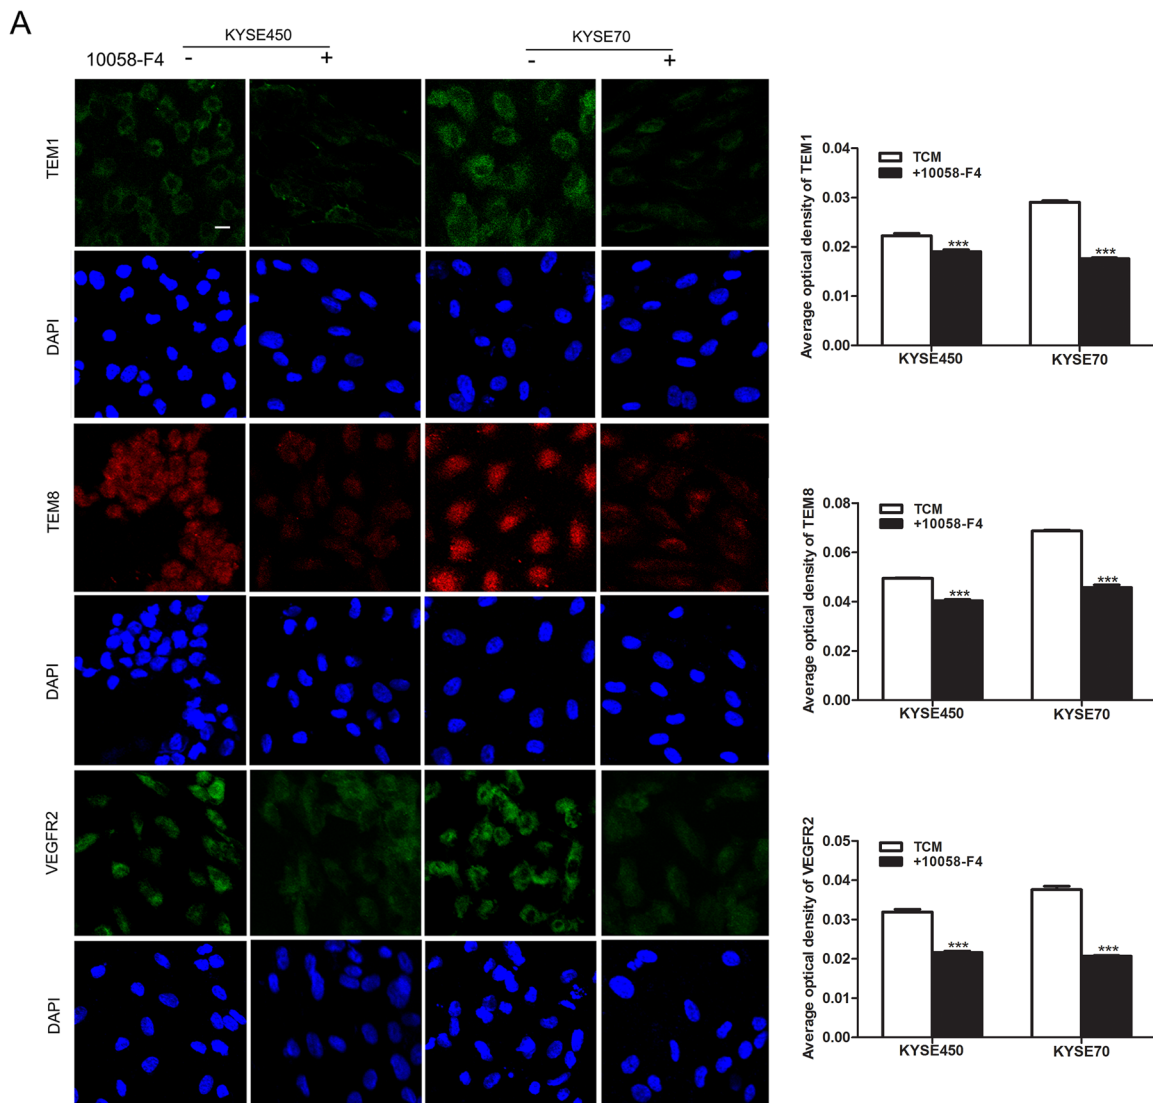 A
KYSE450
KYSE70
10058-F4
-
+
-
+
TEM1
DAPI
TEM8
DAPI
VEGFR2
DAPI
Average optical density of TEM1
0.04
0.03
0.02
0.01
0.00
TCM
+10058-F4
***
***
KYSE450
KYSE70
Average optical density of TEM8
0.08
0.06
0.04
0.02
0.00
TCM
+10058-F4
***
***
KYSE450
KYSE70
Average optical density of VEGFR2
0.05
0.04
0.03
0.02
0.01
0.00
TCM
+10058-F4
***
***
KYSE450
KYSE70